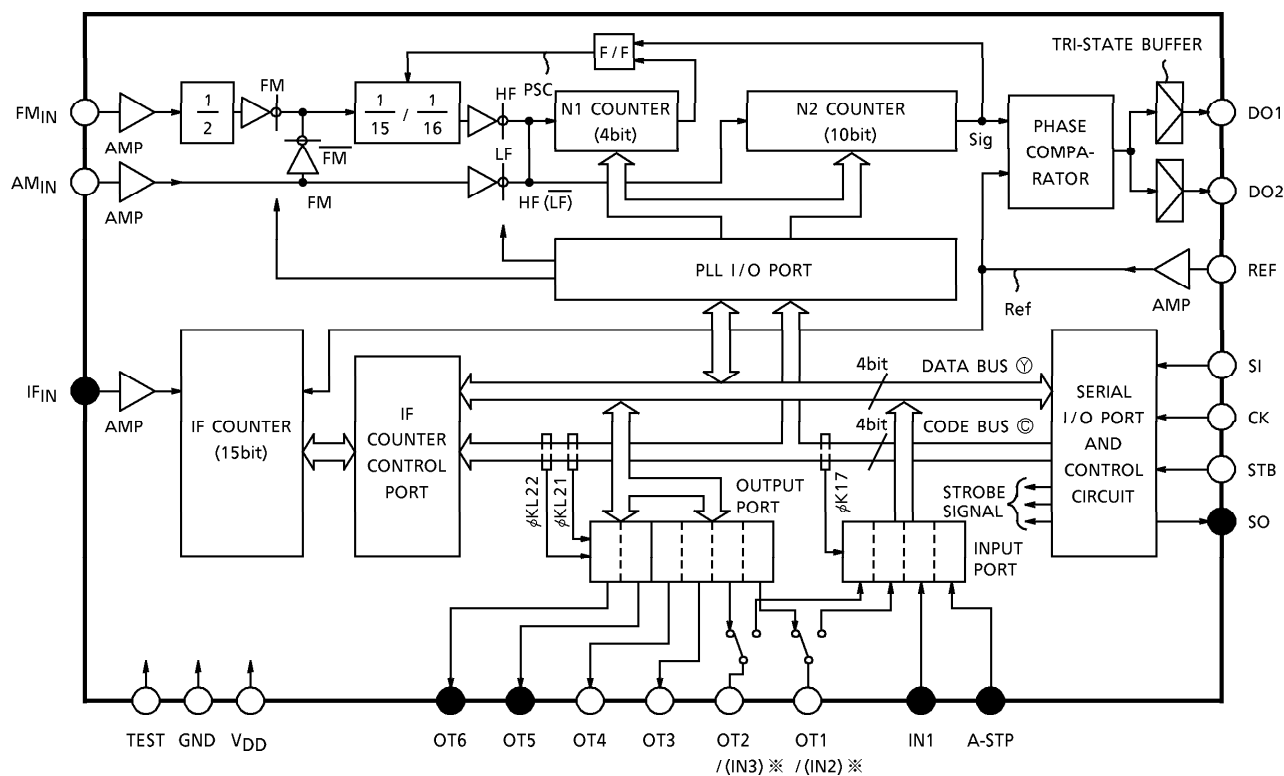 TRI-STATE BUFFER
F/F
PSC
FMIN
AMP
1/2
FM
1/15 / 1/16
HF
N1 COUNTER
(4bit)
N2 COUNTER
(10bit)
Sig
PHASE
COMPA-
RATOR
DO1
FM
LF
AMIN
AMP
FM
HF (LF)
DO2
PLL I/O PORT
Ref
AMP
REF
IFIN
AMP
IF COUNTER
(15bit)
IF
COUNTER
CONTROL
PORT
4bit
DATA BUS Ⓨ
4bit
CODE BUS Ⓒ
SERIAL
I/O PORT
AND
CONTROL
CIRCUIT
SI
CK
STB
SO
φKL22
φKL21
OUTPUT
PORT
φK17
STROBE
SIGNAL
INPUT
PORT
TEST
GND
VDD
OT6
OT5
OT4
OT3
OT2
/ (IN3) ※
OT1
/ (IN2) ※
IN1
A-STP